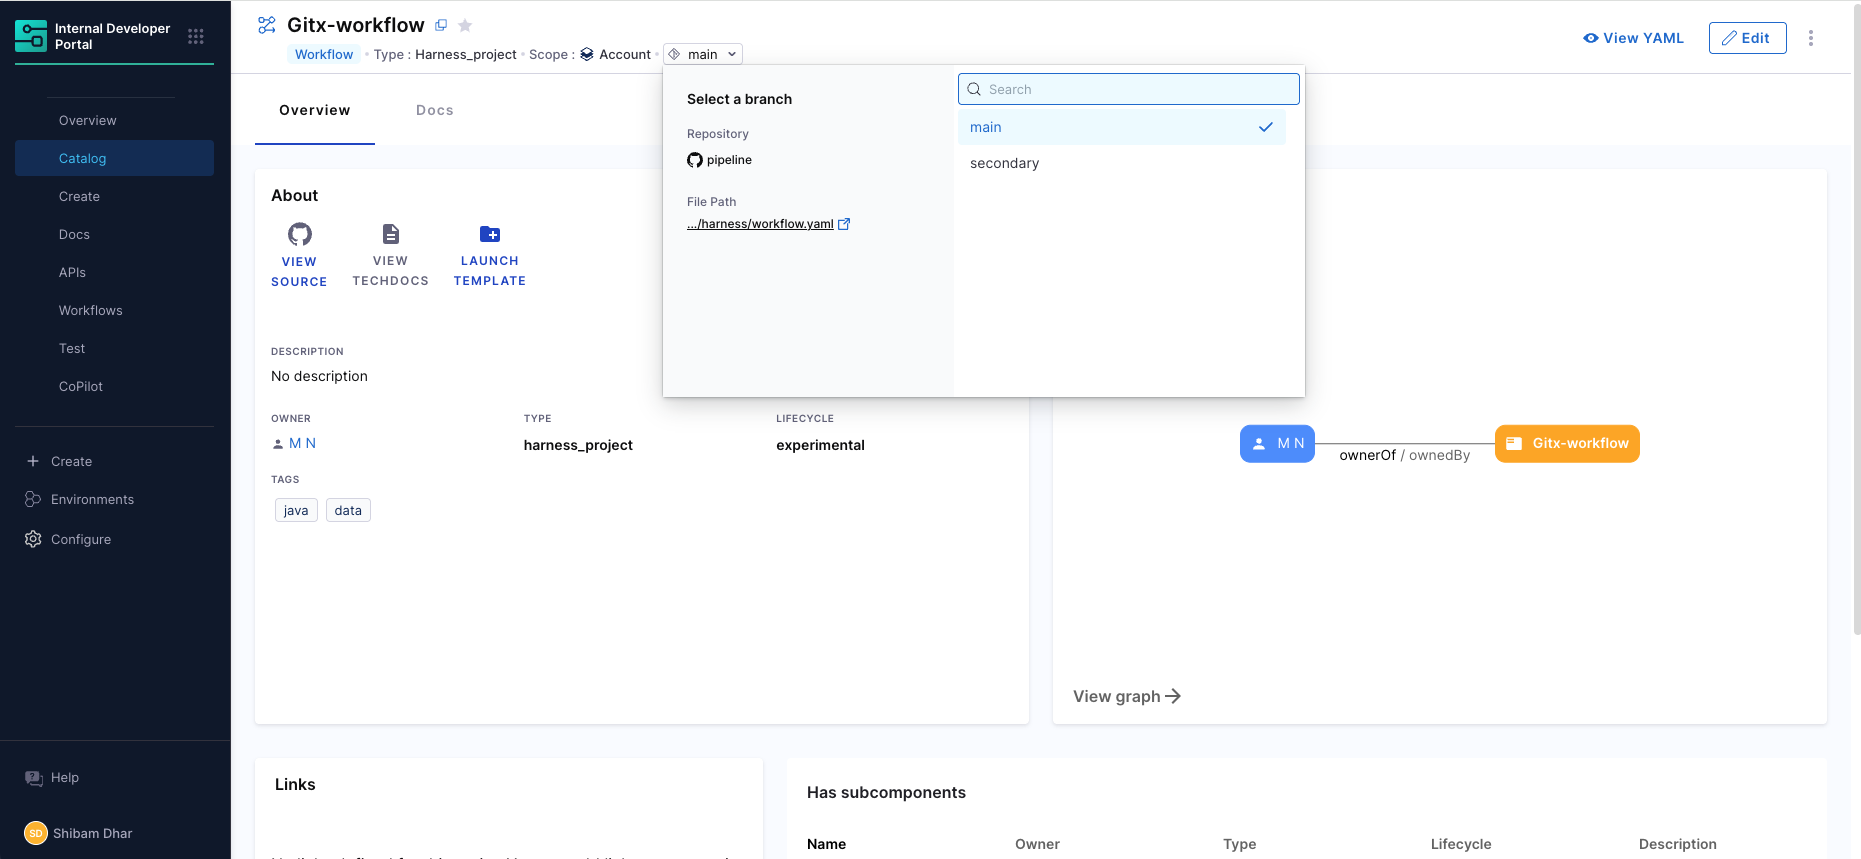 Internal Developer
Portal
Overview
Catalog
Create
Docs
APIs
Workflows
Test
CoPilot
Create
Environments
Configure
Help
SD Shibam Dhar
Gitx-workflow
Workflow • Type : Harness_project • Scope : Account • main
View YAML
Edit
Overview Docs
Select a branch
Repository
pipeline
File Path
.../harness/workflow.yaml
Search
main
secondary
About
VIEW
SOURCE
VIEW
TECHDOCS
LAUNCH
TEMPLATE
DESCRIPTION
No description
OWNER TYPE LIFECYCLE
M N harness_project experimental
TAGS
java data
M N
ownerOf / ownedBy
Gitx-workflow
View graph
Links
Has subcomponents
Name Owner Type Lifecycle Description